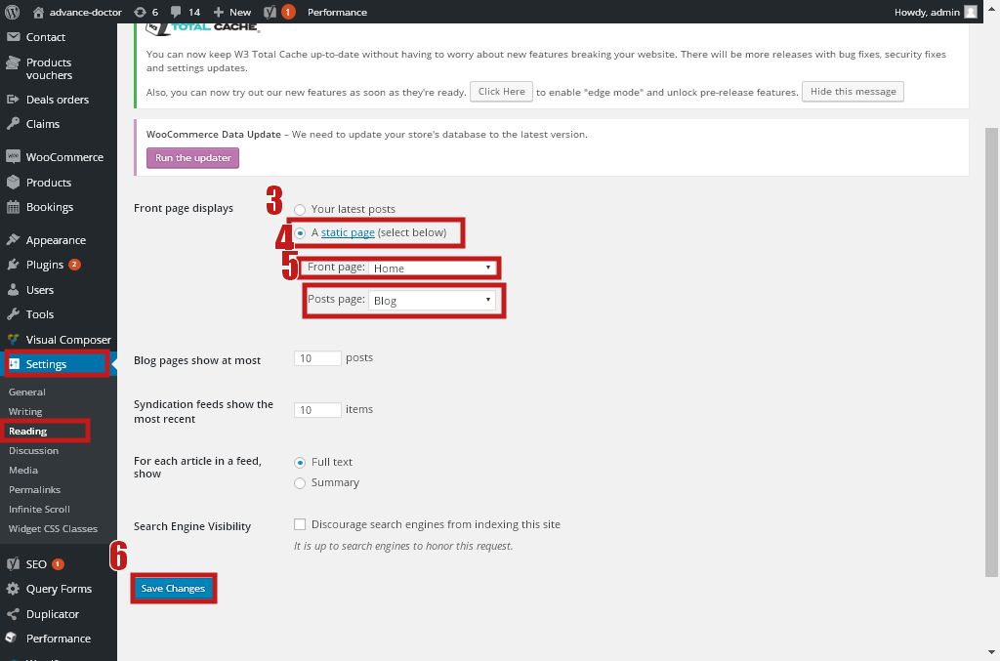 advance-doctor 6 14 New 1 Performance Howdy, admin
Contact
Products
vouchers
Deals orders
Claims
WooCommerce
Products
Bookings
Appearance
Plugins 2
Users
Tools
Visual Composer
Settings
General
Writing
Reading
Discussion
Media
Permalinks
Infinite Scroll
Widget CSS Classes
SEO 1
Query Forms
Duplicator
Performance
TOTAL CACHE
You can now keep W3 Total Cache up-to-date without having to worry about new features breaking your website. There will be more releases with bug fixes, security fixes
and settings updates.
Also, you can now try out our new features as soon as they're ready. Click Here to enable "edge mode" and unlock pre-release features. Hide this message
WooCommerce Data Update – We need to update your store's database to the latest version.
Run the updater
Front page displays 3 Your latest posts
4 A static page (select below)
5 Front page: Home
Posts page: Blog
Blog pages show at most 10 posts
Syndication feeds show the
most recent 10 items
For each article in a feed,
show
Full text
Summary
Search Engine Visibility Discourage search engines from indexing this site
It is up to search engines to honor this request.
6
Save Changes